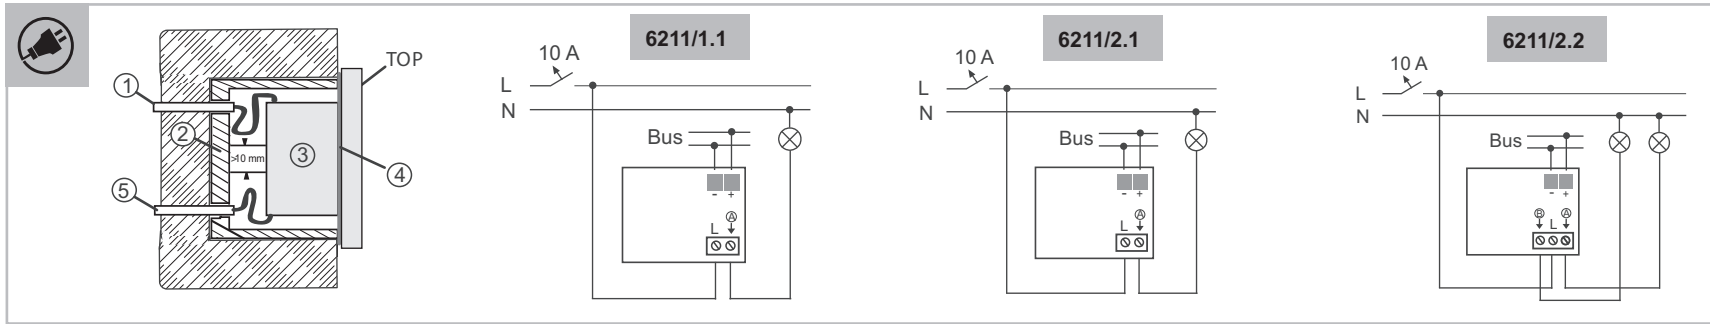 TOP
1
2
>10 mm
3
4
5
6211/1.1
10 A
L
N
Bus
- +
A
L
6211/2.1
10 A
L
N
Bus
- +
A
L
6211/2.2
10 A
L
N
Bus
- +
B A
L